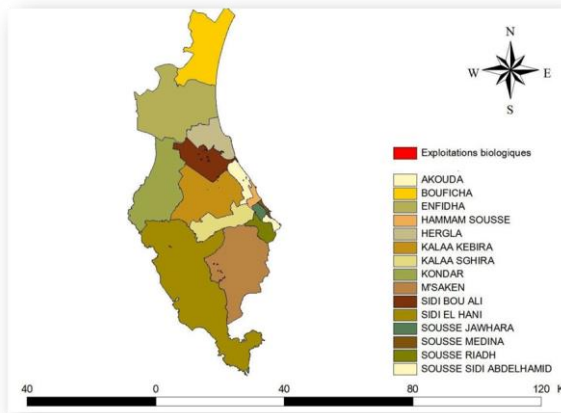 N
W E
S
Exploitations biologiques
AKOUDA
BOUFICHA
ENFIDHA
HAMMAM SOUSSE
HERGLA
KALAA KEBIRA
KALAA SGHIRA
KONDAR
M'SAKEN
SIDI BOU ALI
SIDI EL HANI
SOUSSE JAWHARA
SOUSSE MEDINA
SOUSSE RIADH
SOUSSE SIDI ABDELHAMID
40 0 40 80 120 K